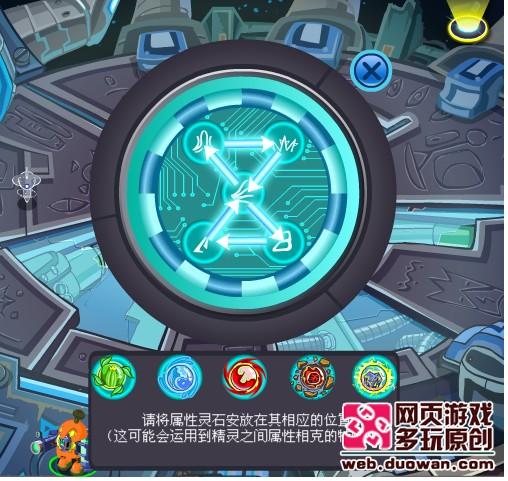 请将属性灵石安放在其相应的位置
（这可能会运用到精灵之间属性相克的
网页游戏
多玩原创
web.duowan.com